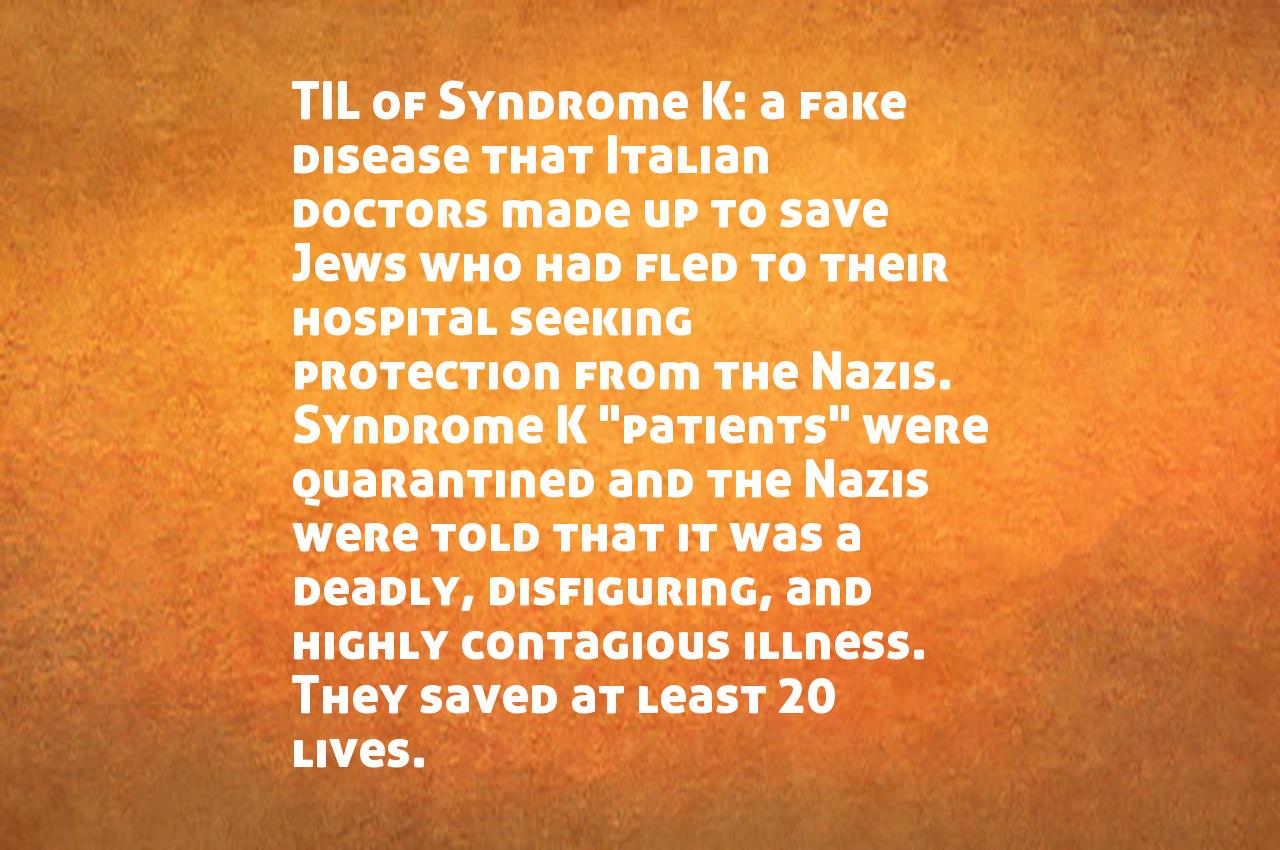 TIL of Syndrome K: a fake
disease that Italian
doctors made up to save
Jews who had fled to their
hospital seeking
protection from the Nazis.
Syndrome K "patients" were
quarantined and the Nazis
were told that it was a
deadly, disfiguring, and
highly contagious illness.
They saved at least 20
lives.